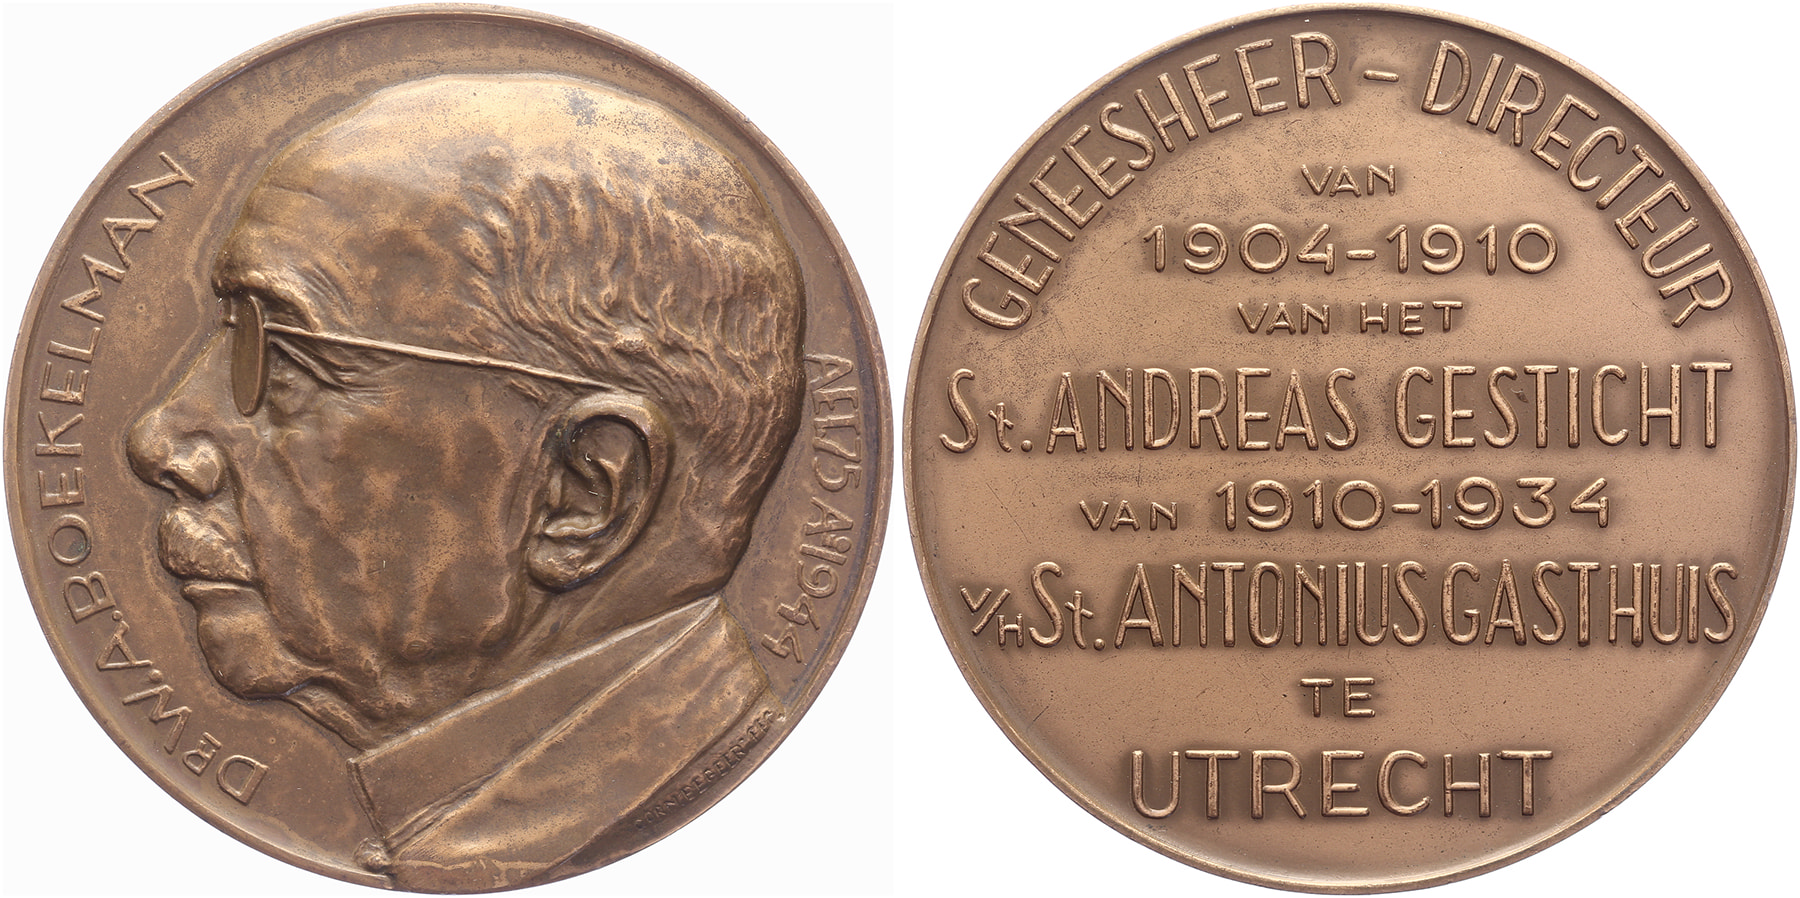 DR W.A. BOEKELMAN
AET 75 Aº 1944
GENEESHEER - DIRECTEUR
VAN
1904-1910
VAN HET
St. ANDREAS GESTICHT
VAN 1910-1934
V/H St. ANTONIUS GASTHUIS
TE
UTRECHT